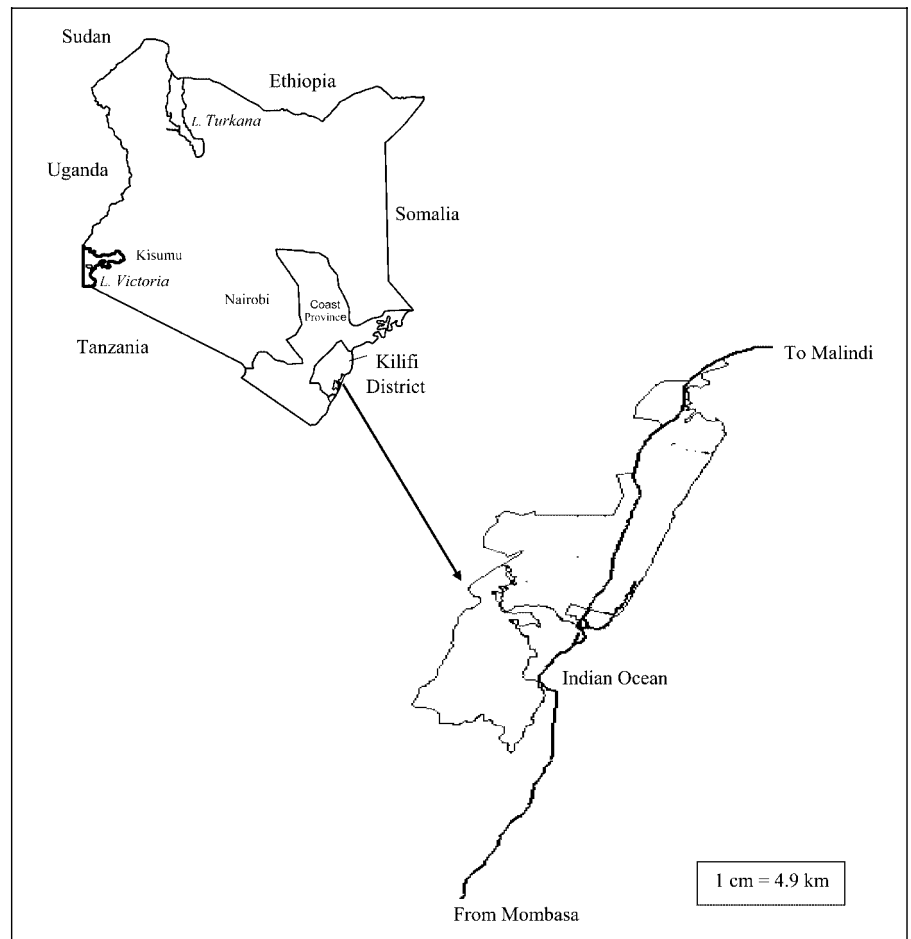 Sudan
Ethiopia
L. Turkana
Uganda
Somalia
Kisumu
L. Victoria
Nairobi
Coast
Province
Tanzania
Kilifi
District
To Malindi
Indian Ocean
1 cm = 4.9 km
From Mombasa